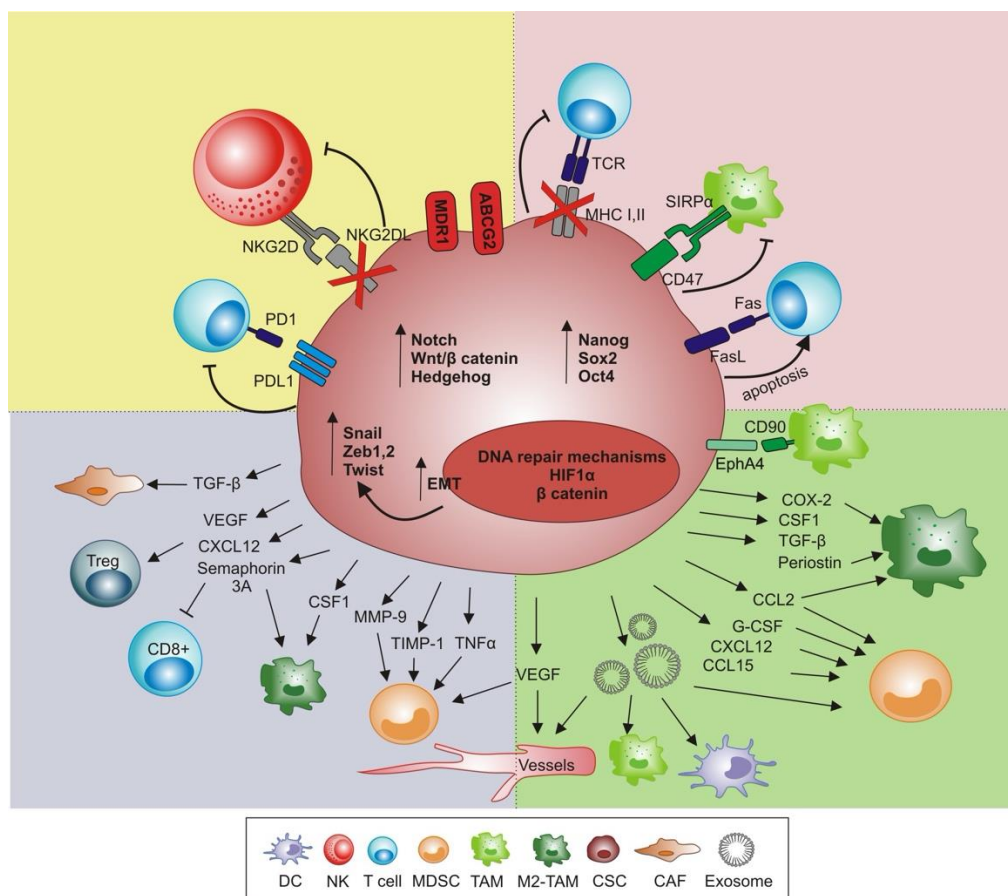 TCR
SIRPα
MHC I,II
MDR1
ABCG2
NKG2D
NKG2DL
CD47
PD1
PDL1
Fas
FasL
apoptosis
Notch
Wnt/β catenin
Hedgehog
Nanog
Sox2
Oct4
Snail
Zeb1,2
Twist
EMT
DNA repair mechanisms
HIF1α
β catenin
CD90
EphA4
TGF-β
VEGF
CXCL12
Semaphorin
3A
Treg
CD8+
CSF1
MMP-9
TIMP-1
TNFα
VEGF
Vessels
COX-2
CSF1
TGF-β
Periostin
CCL2
G-CSF
CXCL12
CCL15
DC
NK
T cell
MDSC
TAM
M2-TAM
CSC
CAF
Exosome